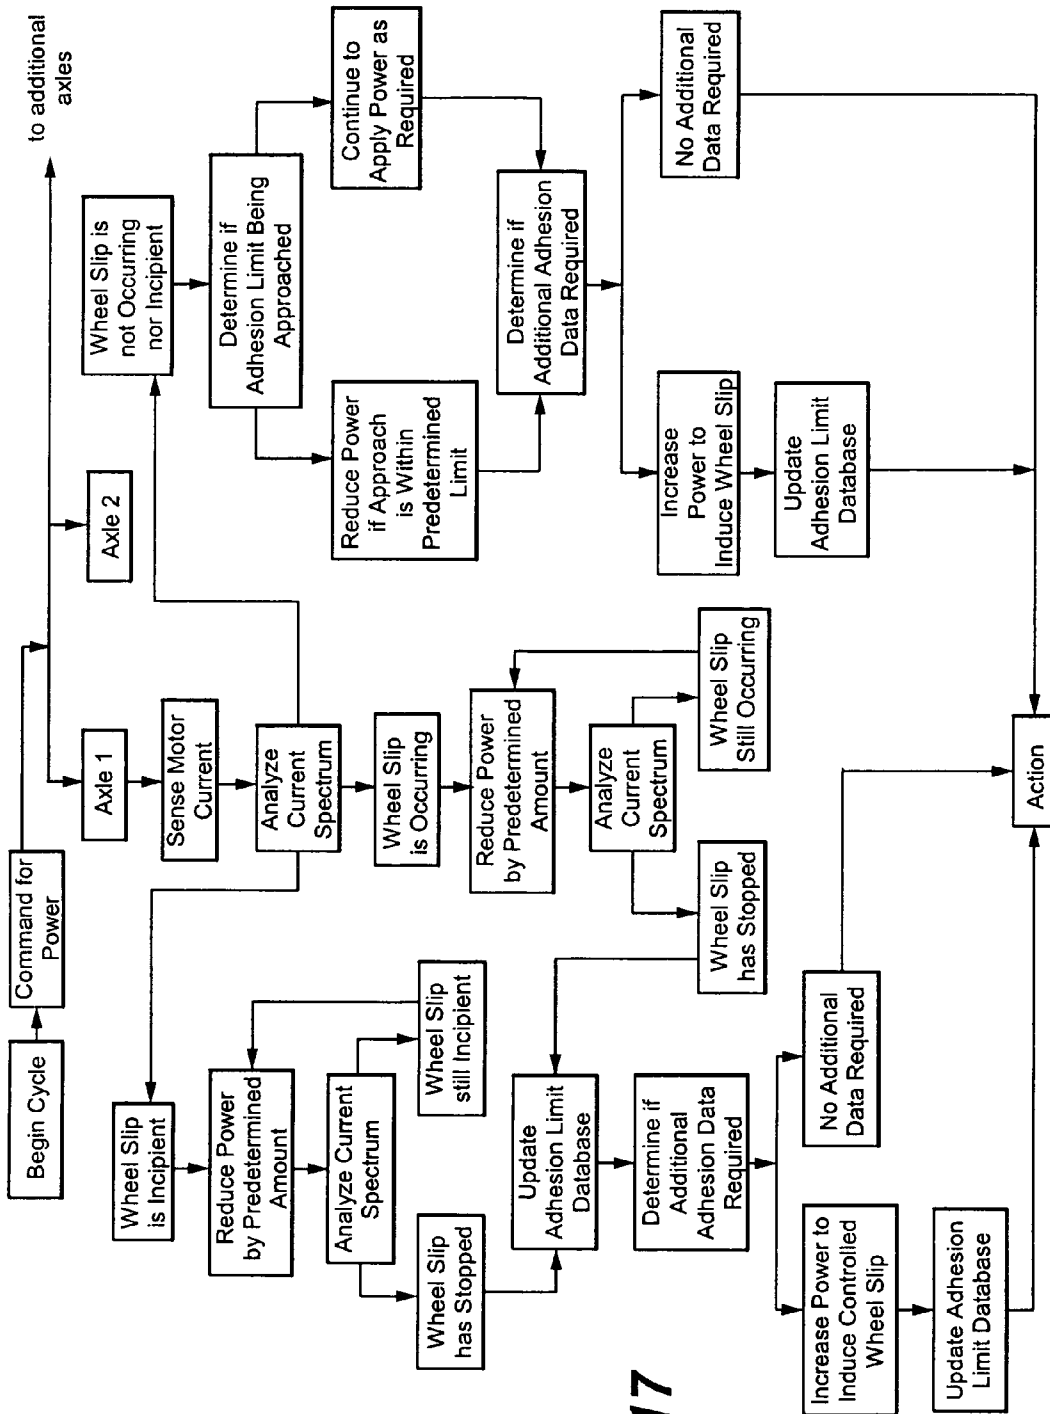 Begin Cycle
Command for
Power
to additional
axles
Axle 1
Axle 2
Sense Motor
Current
Analyze
Current
Spectrum
Wheel Slip
is Incipient
Reduce Power
by Predetermined
Amount
Analyze Current
Spectrum
Wheel Slip
has Stopped
Wheel Slip
still Incipient
Wheel Slip
is Occurring
Reduce Power
by Predetermined
Amount
Analyze
Current
Spectrum
Wheel Slip
has Stopped
Wheel Slip
Still Occurring
Update
Adhesion Limit
Database
Determine if
Additional
Adhesion Data
Required
Increase Power to
Induce Controlled
Wheel Slip
Update Adhesion
Limit Database
No Additional
Data Required
Wheel Slip is
not Occurring
nor Incipient
Determine if
Adhesion Limit Being
Approached
Reduce Power
if Approach
is Within
Predetermined
Limit
Continue to
Apply Power as
Required
Determine if
Additional Adhesion
Data Required
Increase
Power to
Induce Wheel Slip
Update
Adhesion Limit
Database
No Additional
Data Required
Action
17